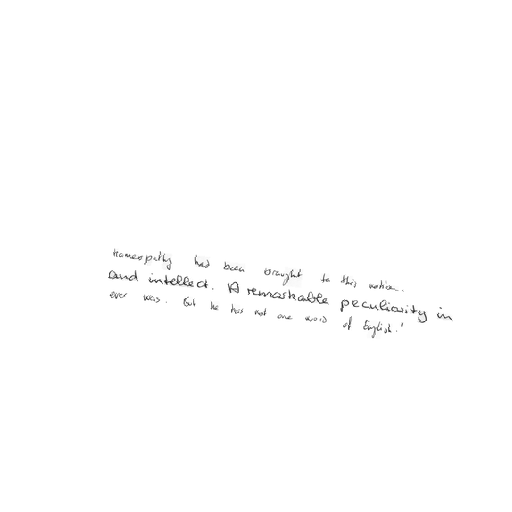 homeopathy had been brought to this notion.
and intellect. A remarkable peculiarity in
ever was. But he has not one word of English.'